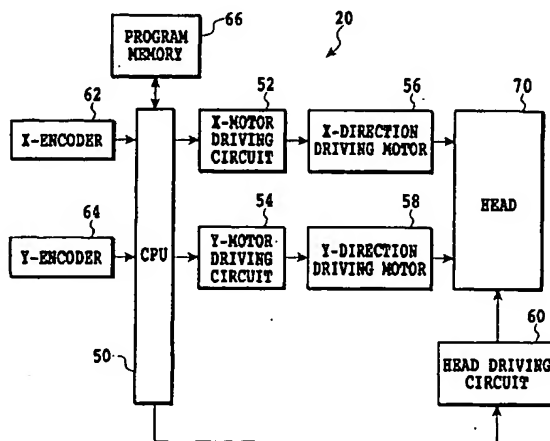 PROGRAM
MEMORY
66
20
62
X-ENCODER
52
X-MOTOR
DRIVING
CIRCUIT
56
X-DIRECTION
DRIVING MOTOR
70
HEAD
64
Y-ENCODER
CPU
54
Y-MOTOR
DRIVING
CIRCUIT
58
Y-DIRECTION
DRIVING MOTOR
50
60
HEAD DRIVING
CIRCUIT